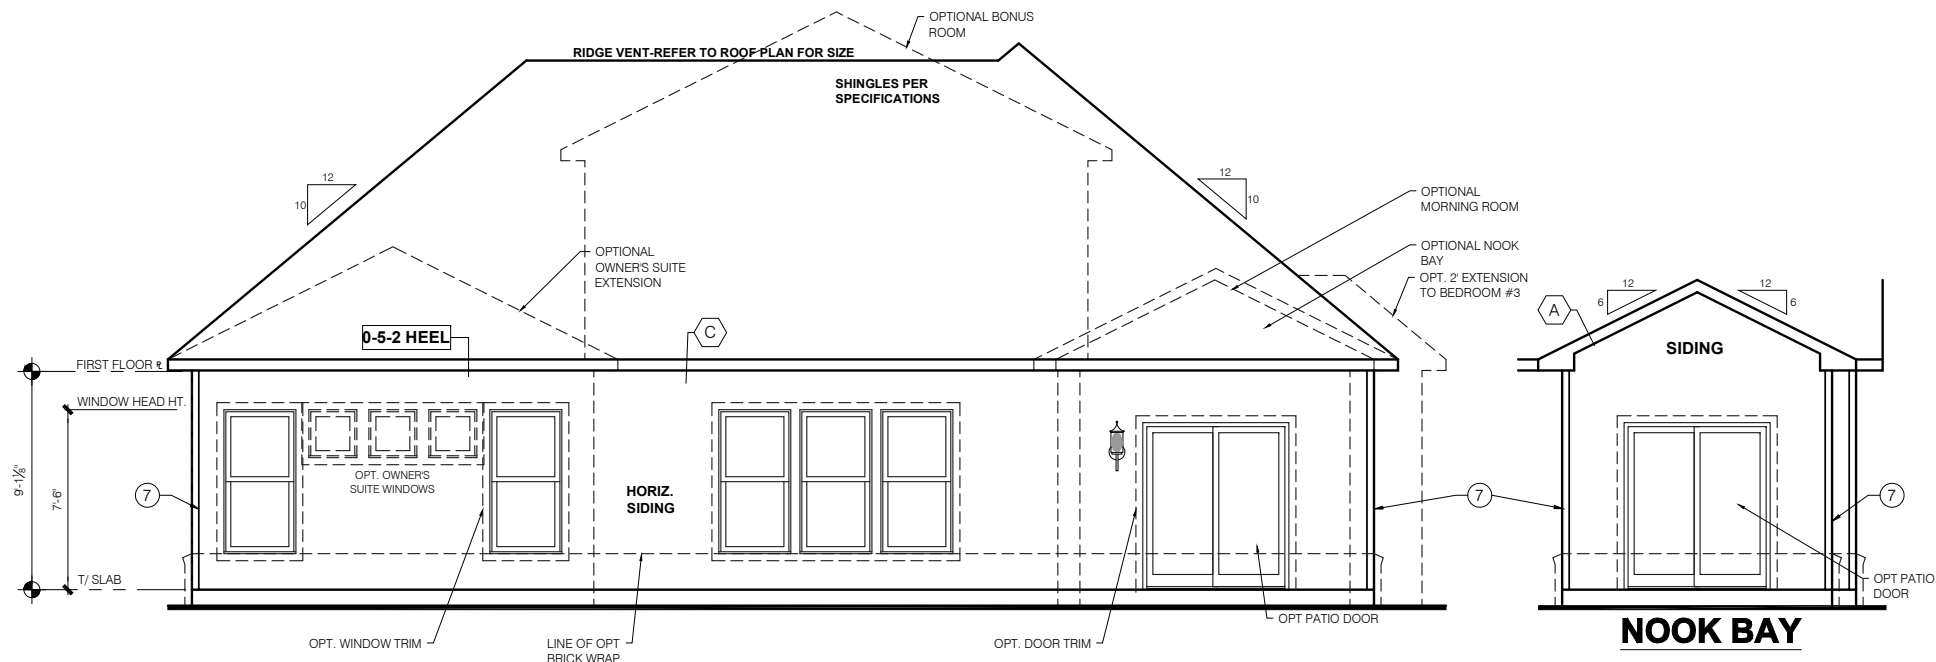 OPTIONAL BONUS
ROOM
RIDGE VENT-REFER TO ROOF PLAN FOR SIZE
SHINGLES PER
SPECIFICATIONS
12
10
12
10
OPTIONAL
MORNING ROOM
OPTIONAL
OWNER'S SUITE
EXTENSION
OPTIONAL NOOK
BAY
OPT. 2' EXTENSION
TO BEDROOM #3
12
6
12
6
A
0-5-2 HEEL
C
SIDING
FIRST FLOOR ℄
WINDOW HEAD HT.
9'-1⅛"
7'-6"
OPT. OWNER'S
SUITE WINDOWS
7
HORIZ.
SIDING
7
7
T/ SLAB
OPT PATIO
DOOR
OPT. WINDOW TRIM
LINE OF OPT
BRICK WRAP
OPT. DOOR TRIM
OPT PATIO DOOR
NOOK BAY